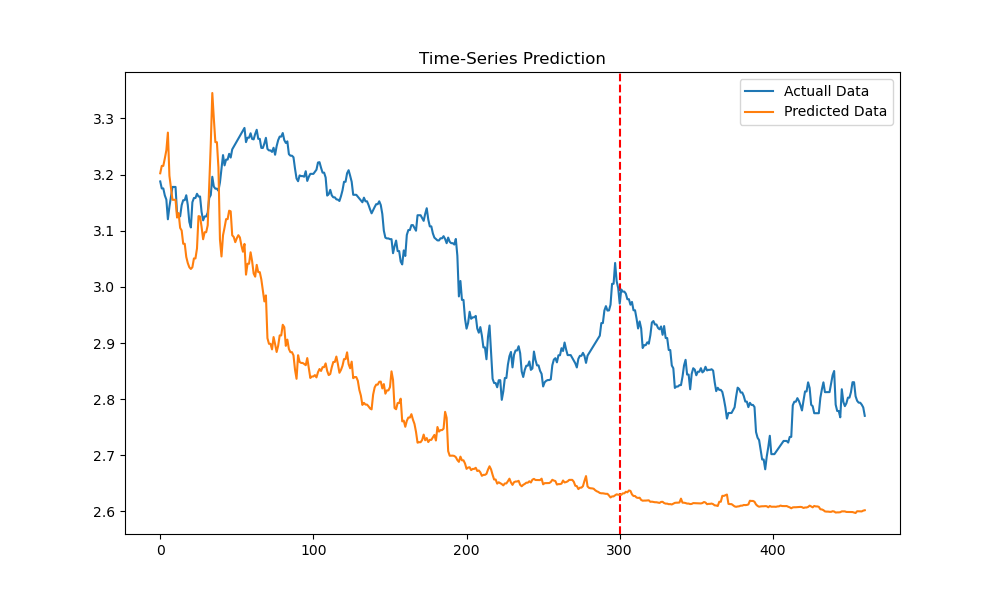 Time-Series Prediction
Actuall Data
Predicted Data
3.3
3.2
3.1
3.0
2.9
2.8
2.7
2.6
0 100 200 300 400